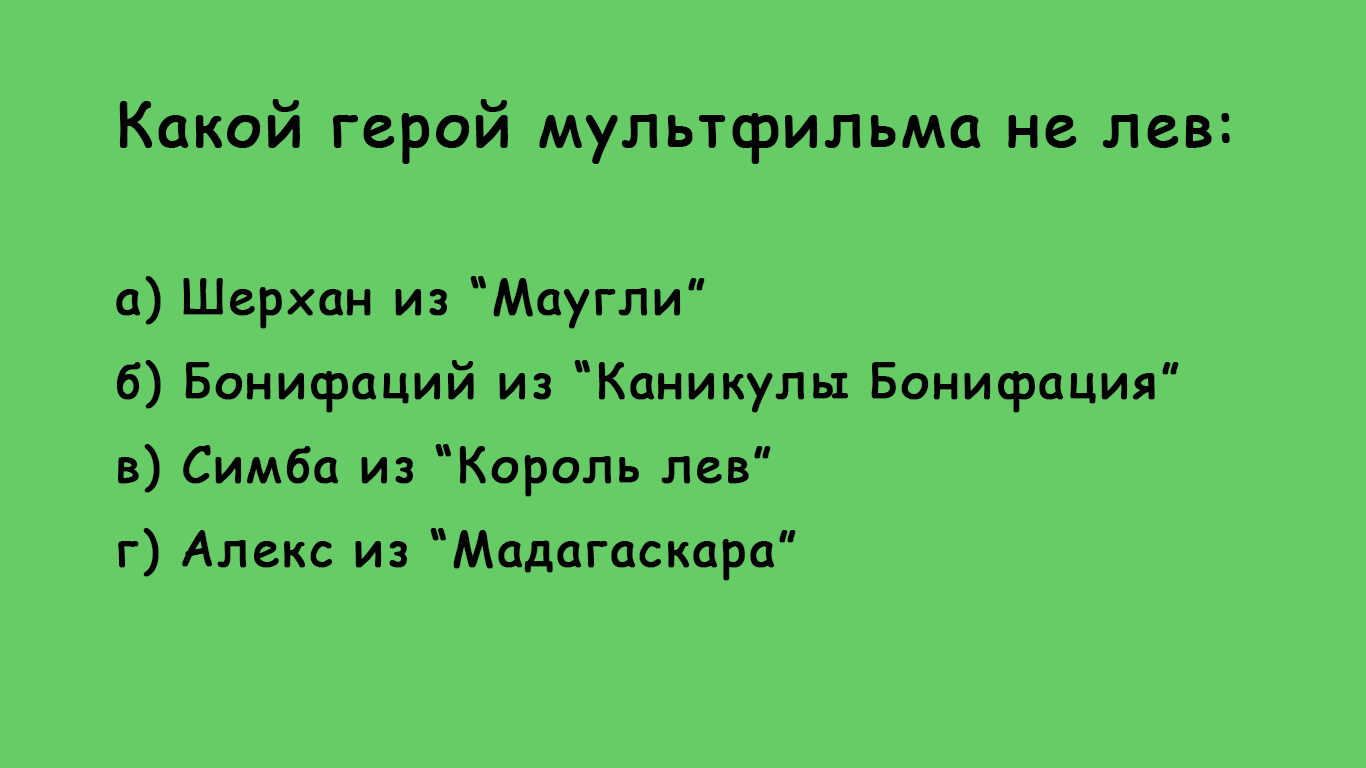 Какой герой мультфильма не лев:
а) Шерхан из “Маугли”
б) Бонифаций из “Каникулы Бонифация”
в) Симба из “Король лев”
г) Алекс из “Мадагаскара”